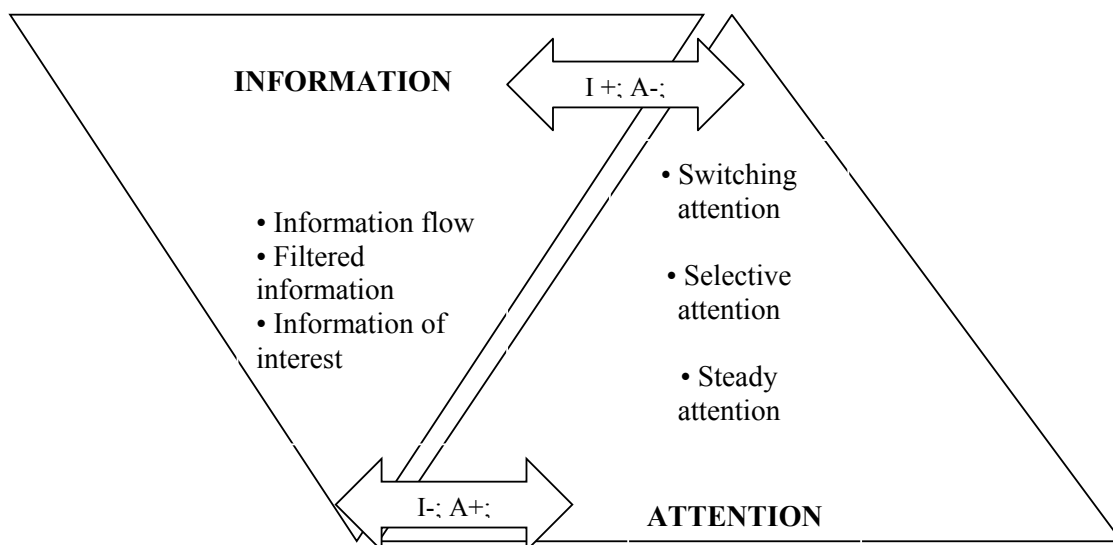 INFORMATION
I +; A-;
• Information flow
• Filtered
information
• Information of
interest
• Switching
attention
• Selective
attention
• Steady
attention
I-; A+;
ATTENTION